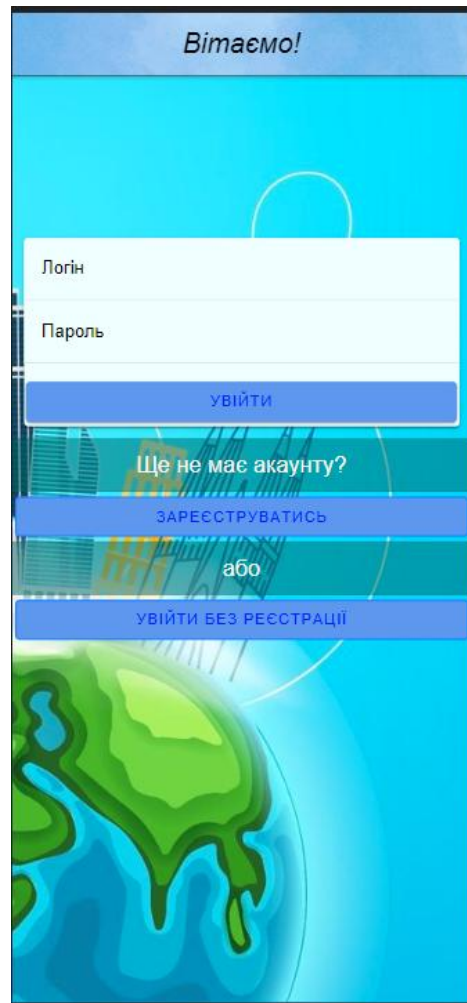 Вітаємо!
Логін
Пароль
УВІЙТИ
Ще не має акаунту?
ЗАРЕЄСТРУВАТИСЬ
або
УВІЙТИ БЕЗ РЕЄСТРАЦІЇ